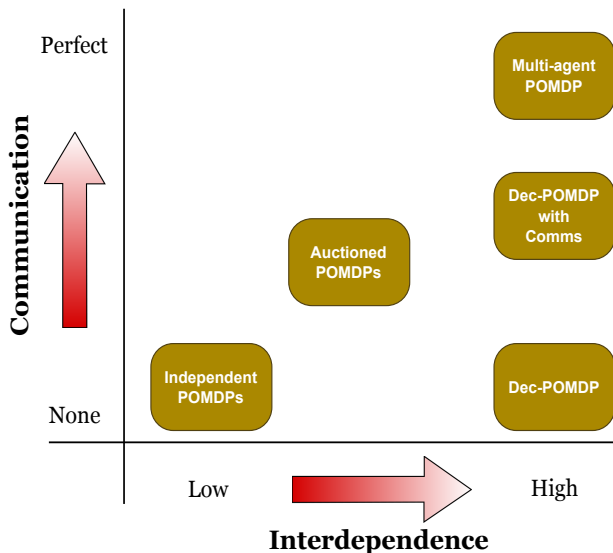 Perfect
Multi-agent
POMDP
Communication
Dec-POMDP
with
Comms
Auctioned
POMDPs
Independent
POMDPs
Dec-POMDP
None
Low
High
Interdependence